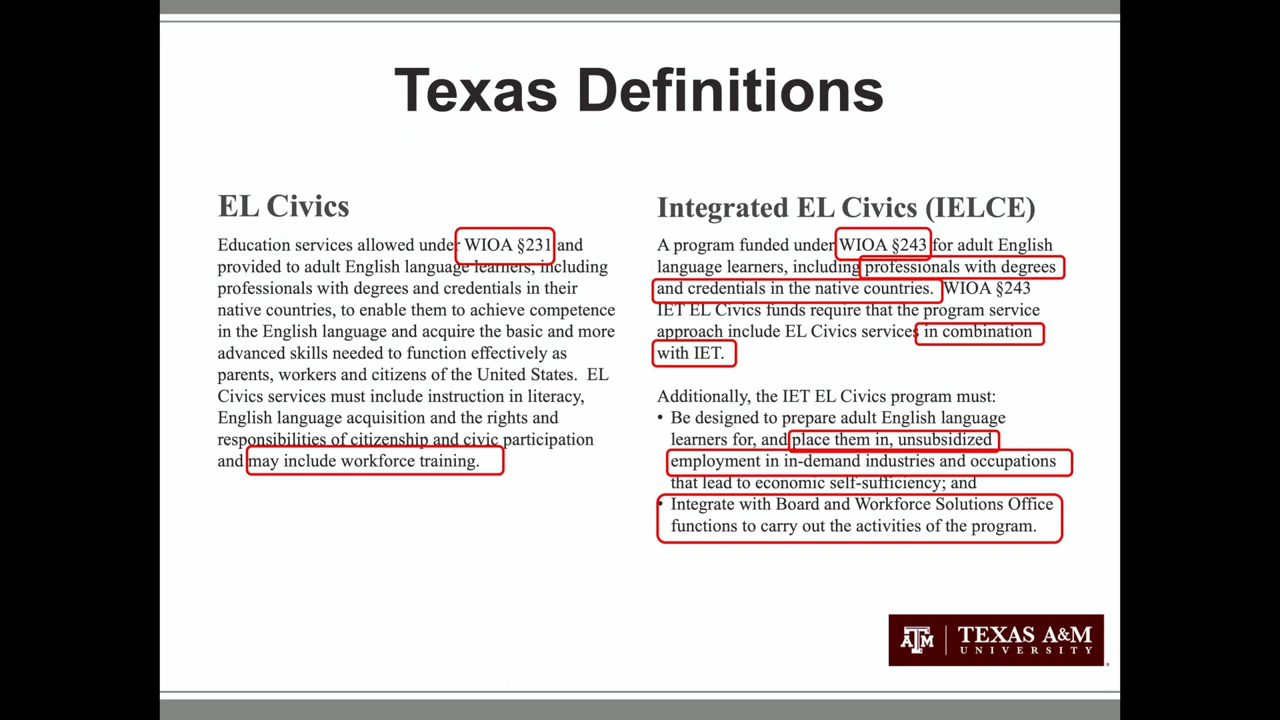 Texas Definitions
EL Civics
Education services allowed under WIOA §231 and
provided to adult English language learners, including
professionals with degrees and credentials in their
native countries, to enable them to achieve competence
in the English language and acquire the basic and more
advanced skills needed to function effectively as
parents, workers and citizens of the United States.  EL
Civics services must include instruction in literacy,
English language acquisition and the rights and
responsibilities of citizenship and civic participation
and may include workforce training.
Integrated EL Civics (IELCE)
A program funded under WIOA §243 for adult English
language learners, including professionals with degrees
and credentials in the native countries.  WIOA §243
IET EL Civics funds require that the program service
approach include EL Civics services in combination
with IET.
Additionally, the IET EL Civics program must:
• Be designed to prepare adult English language
learners for, and place them in, unsubsidized
employment in in-demand industries and occupations
that lead to economic self-sufficiency; and
• Integrate with Board and Workforce Solutions Office
functions to carry out the activities of the program.
ATM TEXAS A&M
UNIVERSITY